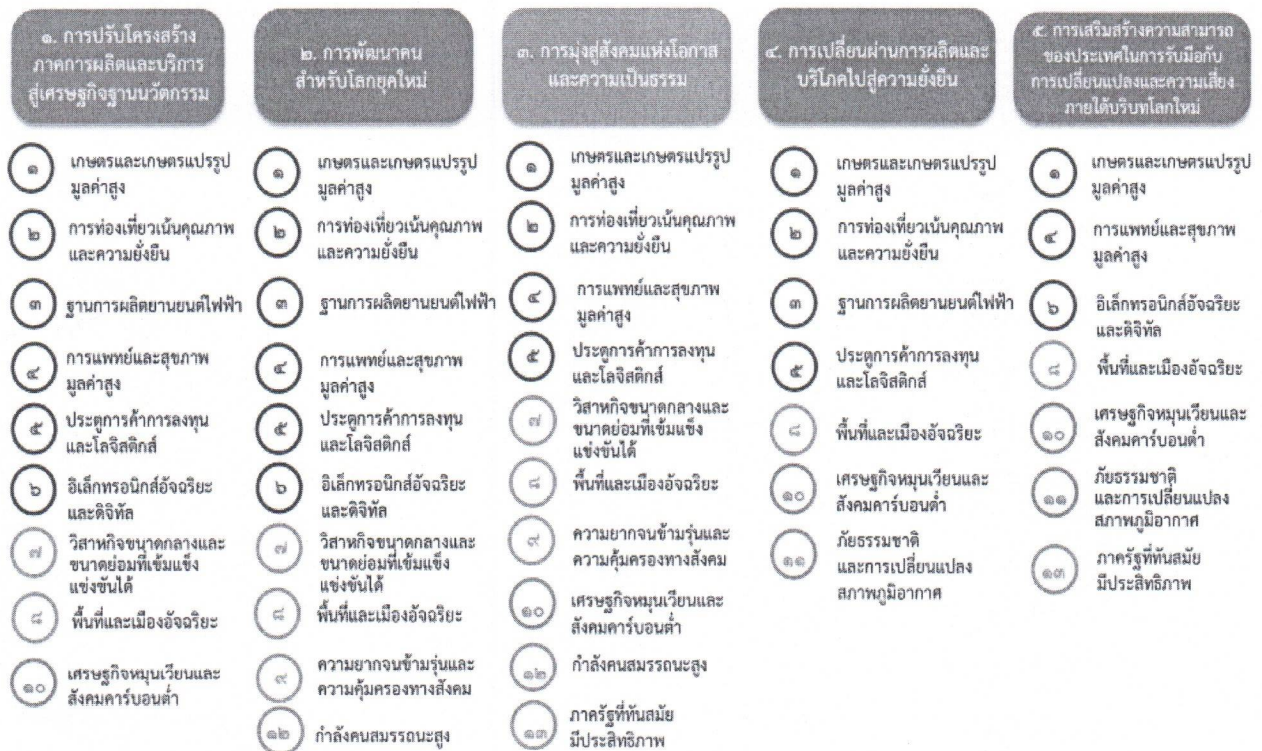 ๑. การปรับโครงสร้าง
ภาคการผลิตและบริการ
สู่เศรษฐกิจฐานนวัตกรรม
๑ เกษตรและเกษตรแปรรูป
มูลค่าสูง
๒ การท่องเที่ยวเน้นคุณภาพ
และความยั่งยืน
๓ ฐานการผลิตยานยนต์ไฟฟ้า
๔ การแพทย์และสุขภาพ
มูลค่าสูง
๕ ประตูการค้าการลงทุน
และโลจิสติกส์
๖ อิเล็กทรอนิกส์อัจฉริยะ
และดิจิทัล
๗ วิสาหกิจขนาดกลางและ
ขนาดย่อมที่เข้มแข็ง
แข่งขันได้
๘ พื้นที่และเมืองอัจฉริยะ
๑๐ เศรษฐกิจหมุนเวียนและ
สังคมคาร์บอนต่ำ
๒. การพัฒนาคน
สำหรับโลกยุคใหม่
๑ เกษตรและเกษตรแปรรูป
มูลค่าสูง
๒ การท่องเที่ยวเน้นคุณภาพ
และความยั่งยืน
๓ ฐานการผลิตยานยนต์ไฟฟ้า
๔ การแพทย์และสุขภาพ
มูลค่าสูง
๕ ประตูการค้าการลงทุน
และโลจิสติกส์
๖ อิเล็กทรอนิกส์อัจฉริยะ
และดิจิทัล
๗ วิสาหกิจขนาดกลางและ
ขนาดย่อมที่เข้มแข็ง
แข่งขันได้
๘ พื้นที่และเมืองอัจฉริยะ
๙ ความยากจนข้ามรุ่นและ
ความคุ้มครองทางสังคม
๑๒ กำลังคนสมรรถนะสูง
๓. การมุ่งสู่สังคมแห่งโอกาส
และความเป็นธรรม
๑ เกษตรและเกษตรแปรรูป
มูลค่าสูง
๒ การท่องเที่ยวเน้นคุณภาพ
และความยั่งยืน
๔ การแพทย์และสุขภาพ
มูลค่าสูง
๕ ประตูการค้าการลงทุน
และโลจิสติกส์
๗ วิสาหกิจขนาดกลางและ
ขนาดย่อมที่เข้มแข็ง
แข่งขันได้
๘ พื้นที่และเมืองอัจฉริยะ
๙ ความยากจนข้ามรุ่นและ
ความคุ้มครองทางสังคม
๑๐ เศรษฐกิจหมุนเวียนและ
สังคมคาร์บอนต่ำ
๑๒ กำลังคนสมรรถนะสูง
๑๓ ภาครัฐที่ทันสมัย
มีประสิทธิภาพ
๔. การเปลี่ยนผ่านการผลิตและ
บริโภคไปสู่ความยั่งยืน
๑ เกษตรและเกษตรแปรรูป
มูลค่าสูง
๒ การท่องเที่ยวเน้นคุณภาพ
และความยั่งยืน
๓ ฐานการผลิตยานยนต์ไฟฟ้า
๕ ประตูการค้าการลงทุน
และโลจิสติกส์
๘ พื้นที่และเมืองอัจฉริยะ
๑๐ เศรษฐกิจหมุนเวียนและ
สังคมคาร์บอนต่ำ
๑๑ ภัยธรรมชาติ
และการเปลี่ยนแปลง
สภาพภูมิอากาศ
๕. การเสริมสร้างความสามารถ
ของประเทศในการรับมือกับ
การเปลี่ยนแปลงและความเสี่ยง
ภายใต้บริบทโลกใหม่
๑ เกษตรและเกษตรแปรรูป
มูลค่าสูง
๔ การแพทย์และสุขภาพ
มูลค่าสูง
๖ อิเล็กทรอนิกส์อัจฉริยะ
และดิจิทัล
๘ พื้นที่และเมืองอัจฉริยะ
๑๐ เศรษฐกิจหมุนเวียนและ
สังคมคาร์บอนต่ำ
๑๑ ภัยธรรมชาติ
และการเปลี่ยนแปลง
สภาพภูมิอากาศ
๑๓ ภาครัฐที่ทันสมัย
มีประสิทธิภาพ